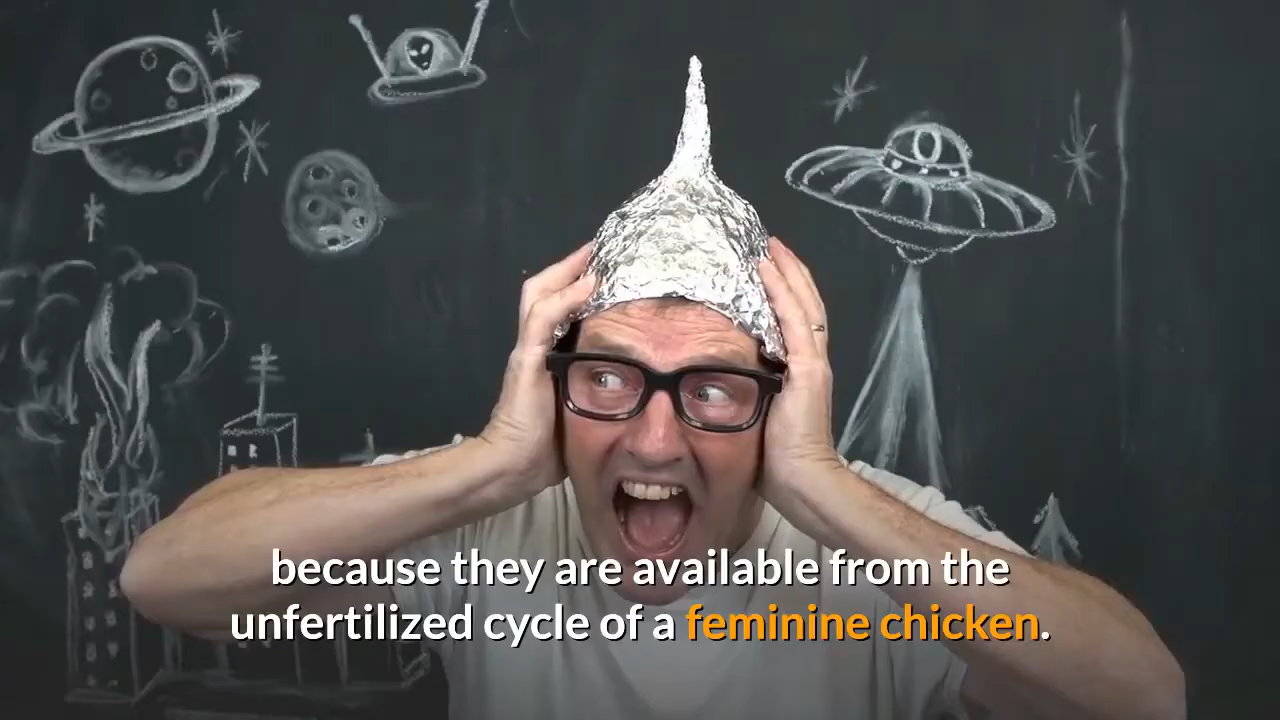 because they are available from the
unfertilized cycle of a feminine chicken.